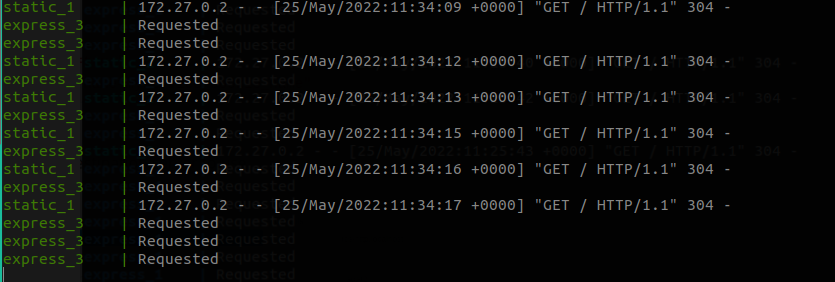 static_1     | 172.27.0.2 - - [25/May/2022:11:34:09 +0000] "GET / HTTP/1.1" 304 -
express_3    | Requested
express_3    | Requested
static_1     | 172.27.0.2 - - [25/May/2022:11:34:12 +0000] "GET / HTTP/1.1" 304 -
express_3    | Requested
static_1     | 172.27.0.2 - - [25/May/2022:11:34:13 +0000] "GET / HTTP/1.1" 304 -
express_3    | Requested
static_1     | 172.27.0.2 - - [25/May/2022:11:34:15 +0000] "GET / HTTP/1.1" 304 -
express_3    | Requested
static_1     | 172.27.0.2 - - [25/May/2022:11:34:16 +0000] "GET / HTTP/1.1" 304 -
express_3    | Requested
static_1     | 172.27.0.2 - - [25/May/2022:11:34:17 +0000] "GET / HTTP/1.1" 304 -
express_3    | Requested
express_3    | Requested
express_3    | Requested